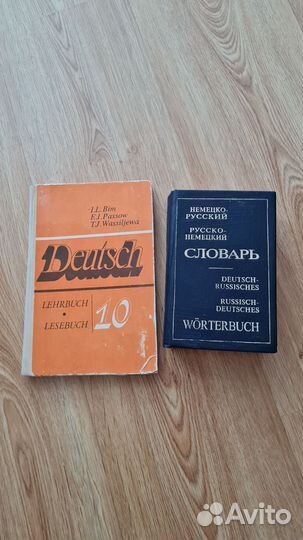 I.L. Bim
E.I. Passow
T.J. Wassiljewa
Deutsch
LEHRBUCH
•
LESEBUCH
10
НЕМЕЦКО-
РУССКИЙ
РУССКО-
НЕМЕЦКИЙ
СЛОВАРЬ
DEUTSCH-
RUSSISCHES
RUSSISCH-
DEUTSCHES
WÖRTERBUCH
Avito